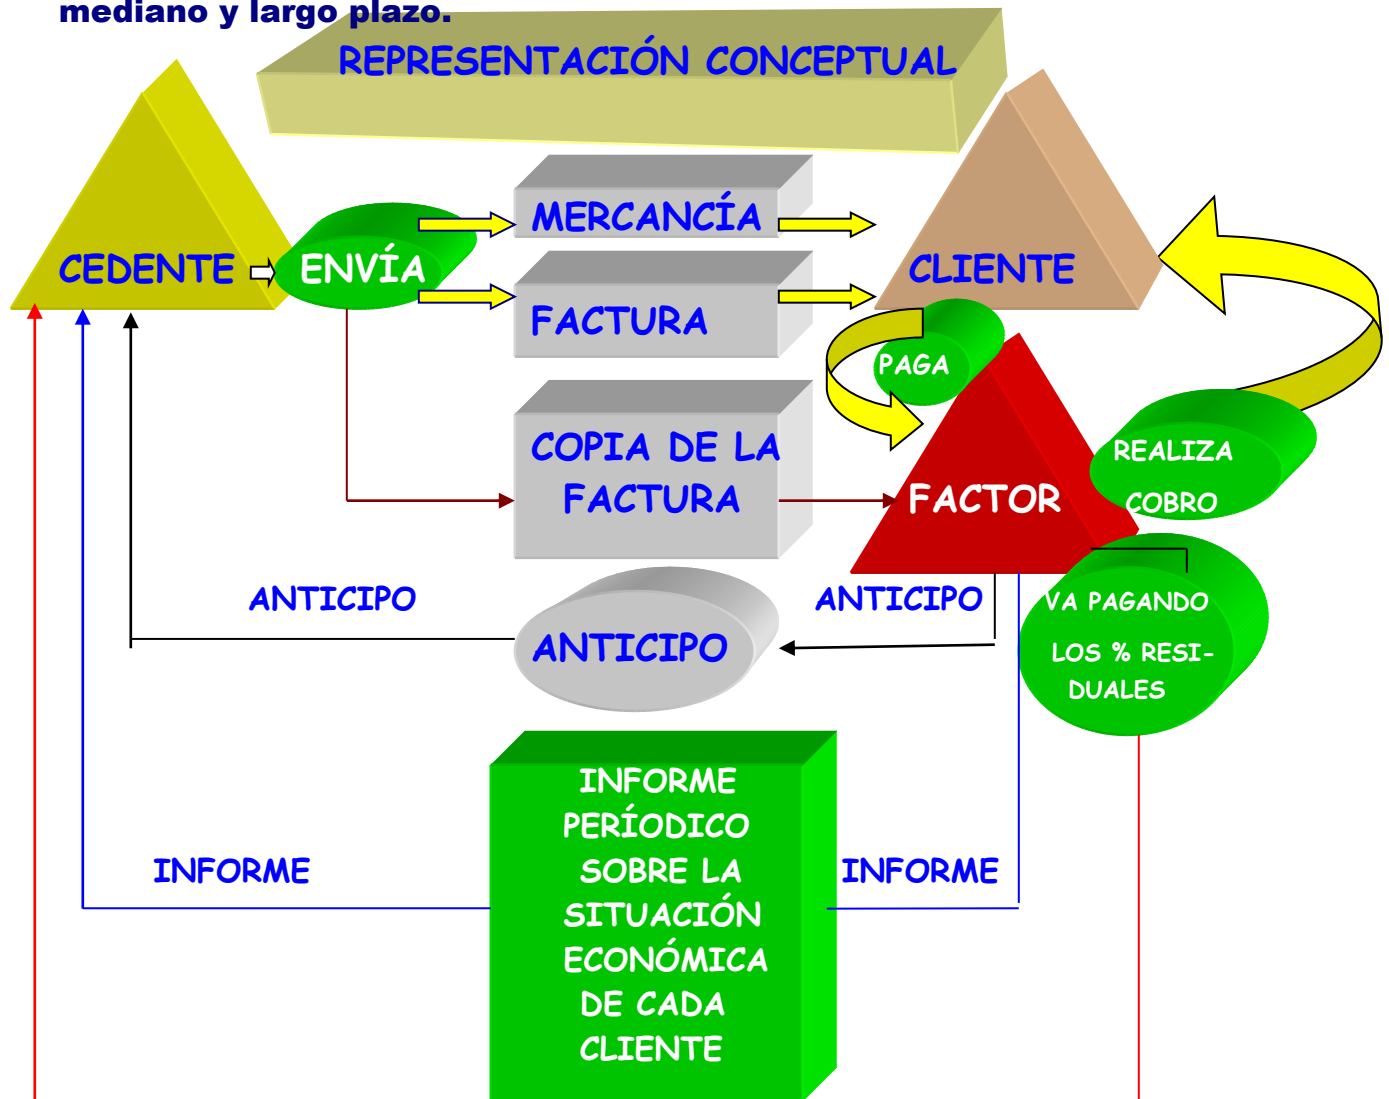 mediano y largo plazo.
REPRESENTACIÓN CONCEPTUAL
MERCANCÍA
CEDENTE
ENVÍA
CLIENTE
FACTURA
PAGA
COPIA DE LA
FACTURA
REALIZA
COBRO
FACTOR
ANTICIPO
ANTICIPO
ANTICIPO
VA PAGANDO
LOS % RESI-
DUALES
INFORME
PERÍODICO
SOBRE LA
SITUACIÓN
ECONÓMICA
DE CADA
CLIENTE
INFORME
INFORME